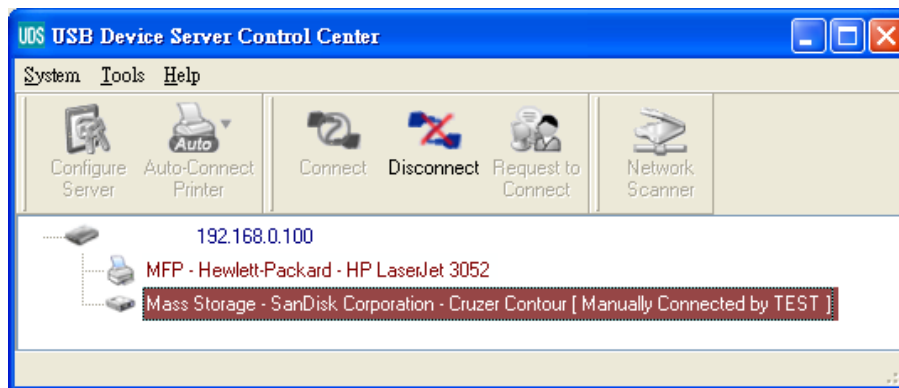 UDS USB Device Server Control Center
System Tools Help
Auto
Configure Server
Auto-Connect Printer
Connect
Disconnect
Request to Connect
Network Scanner
192.168.0.100
MFP - Hewlett-Packard - HP LaserJet 3052
Mass Storage - SanDisk Corporation - Cruzer Contour [ Manually Connected by TEST ]